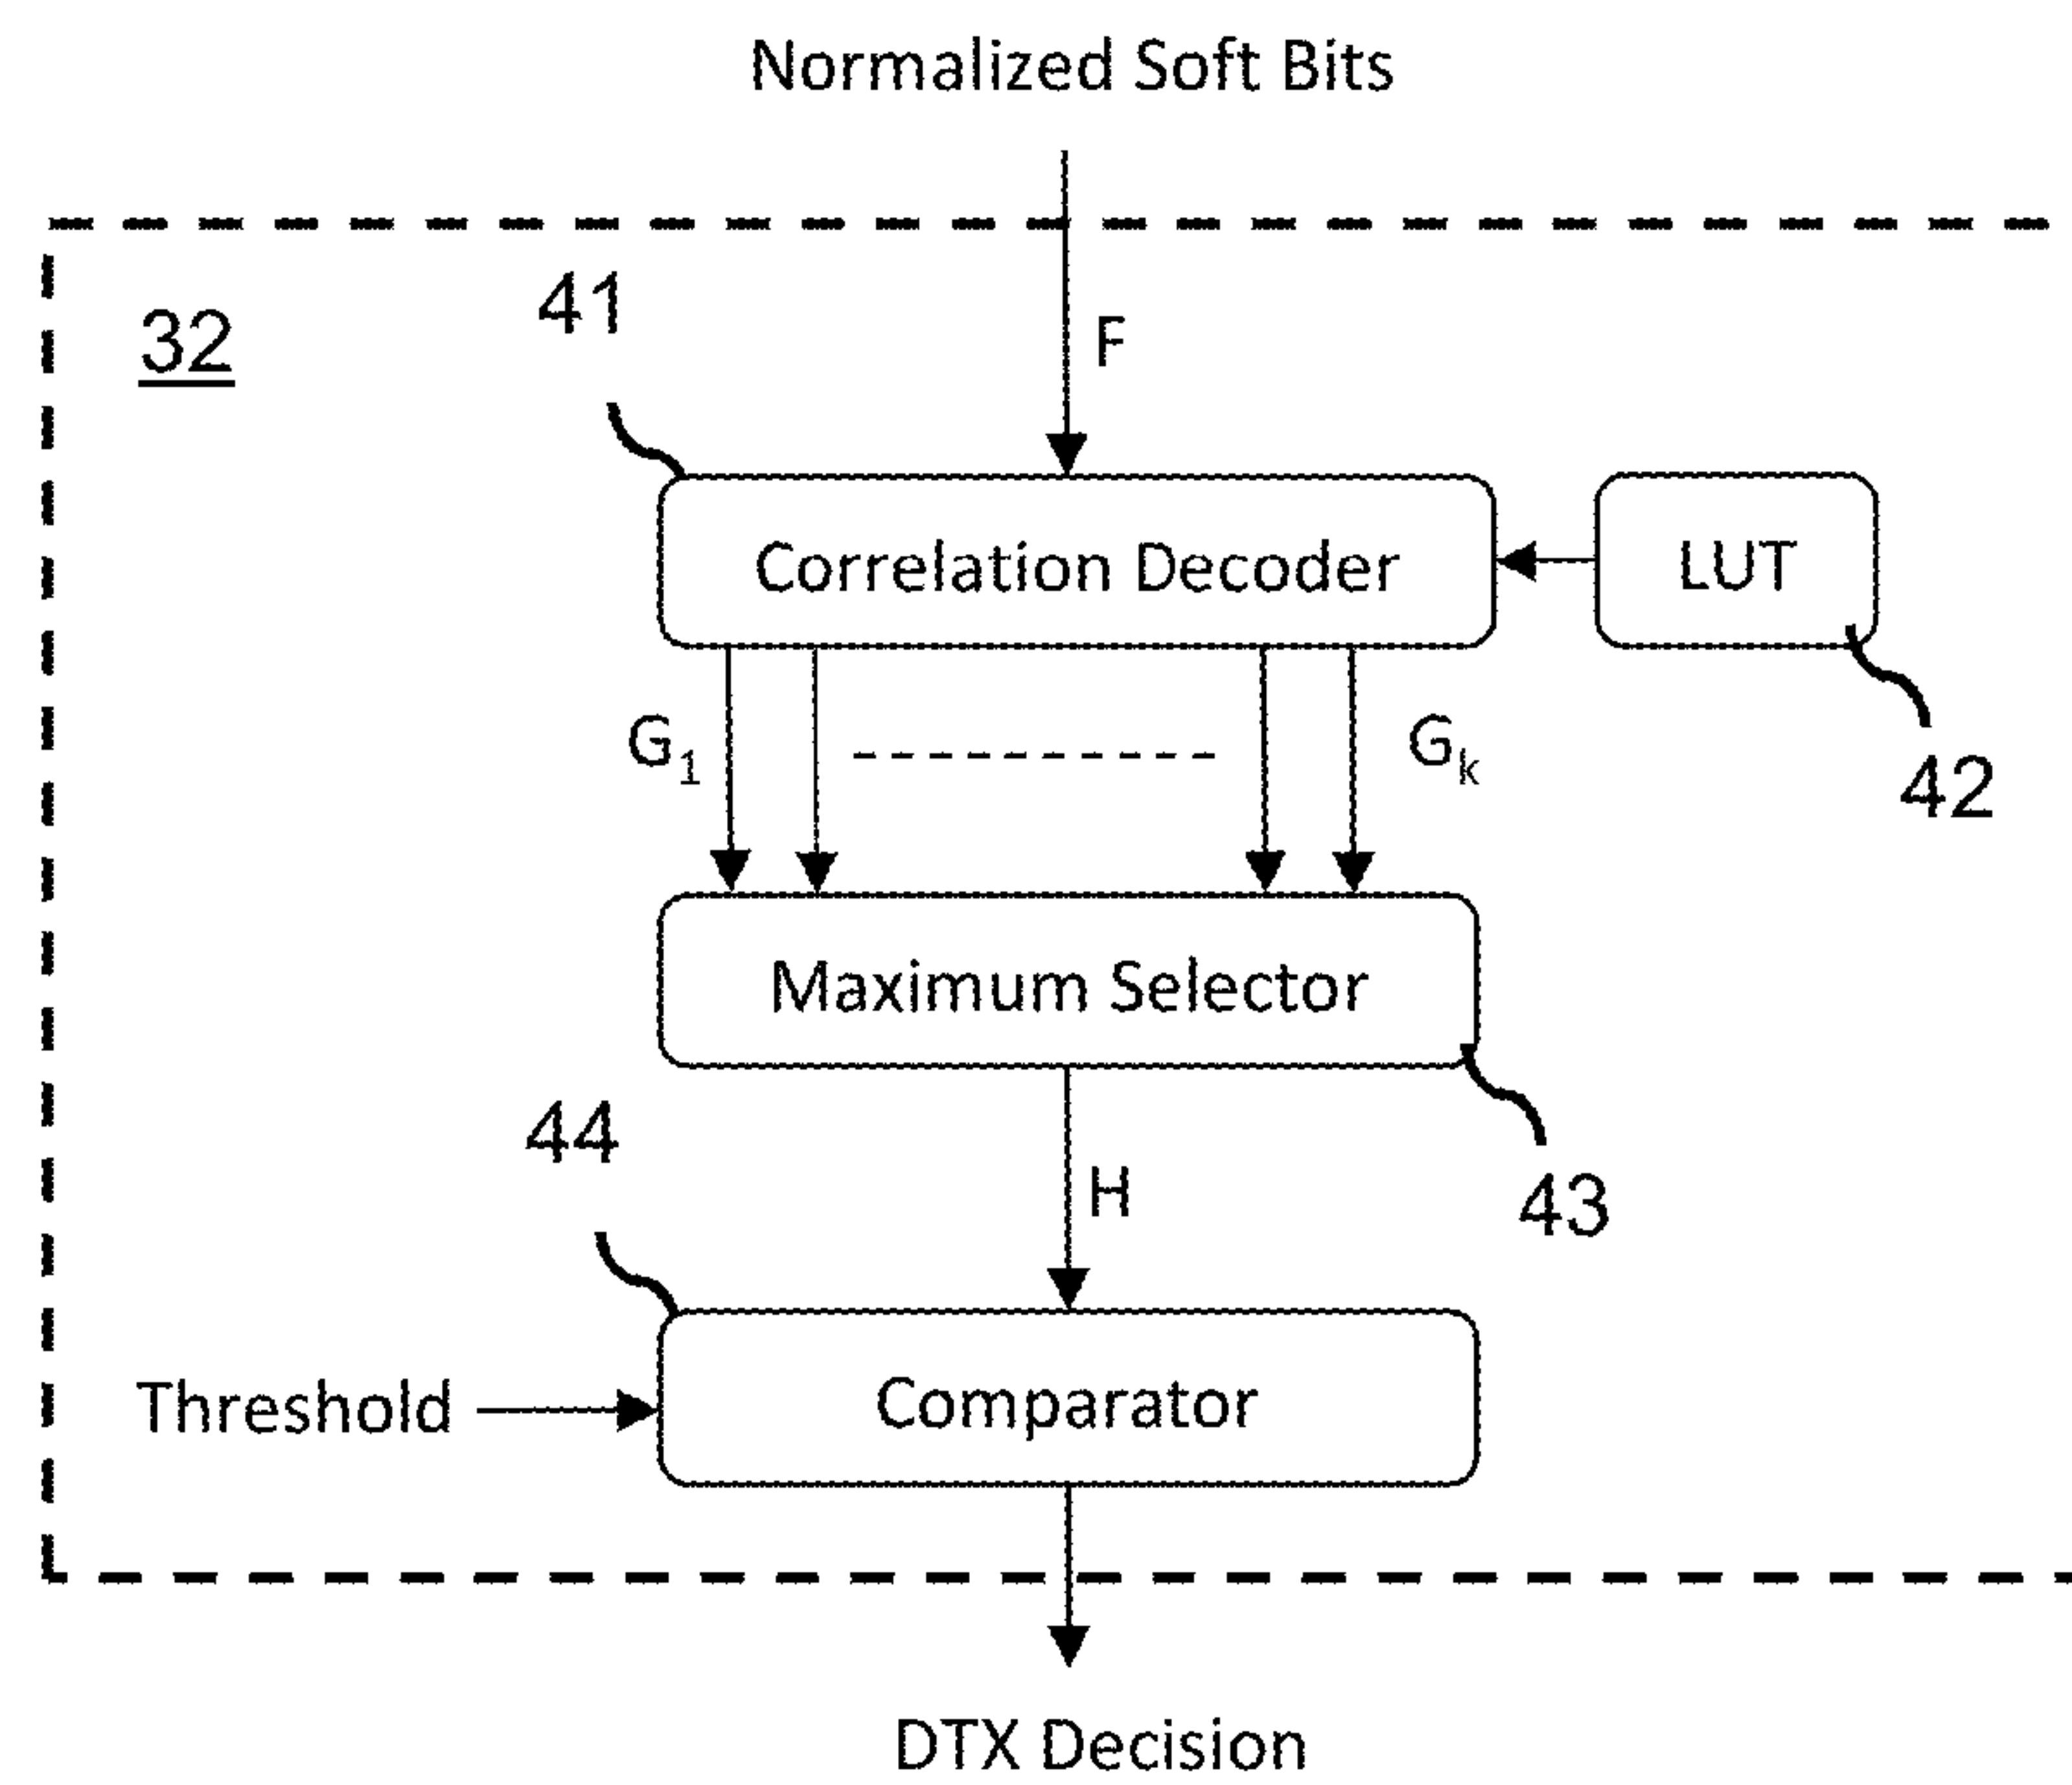 Normalized Soft Bits
41
32
F
Correlation Decoder
LUT
G1
Gk
42
Maximum Selector
44
H
43
Threshold
Comparator
DTX Decision